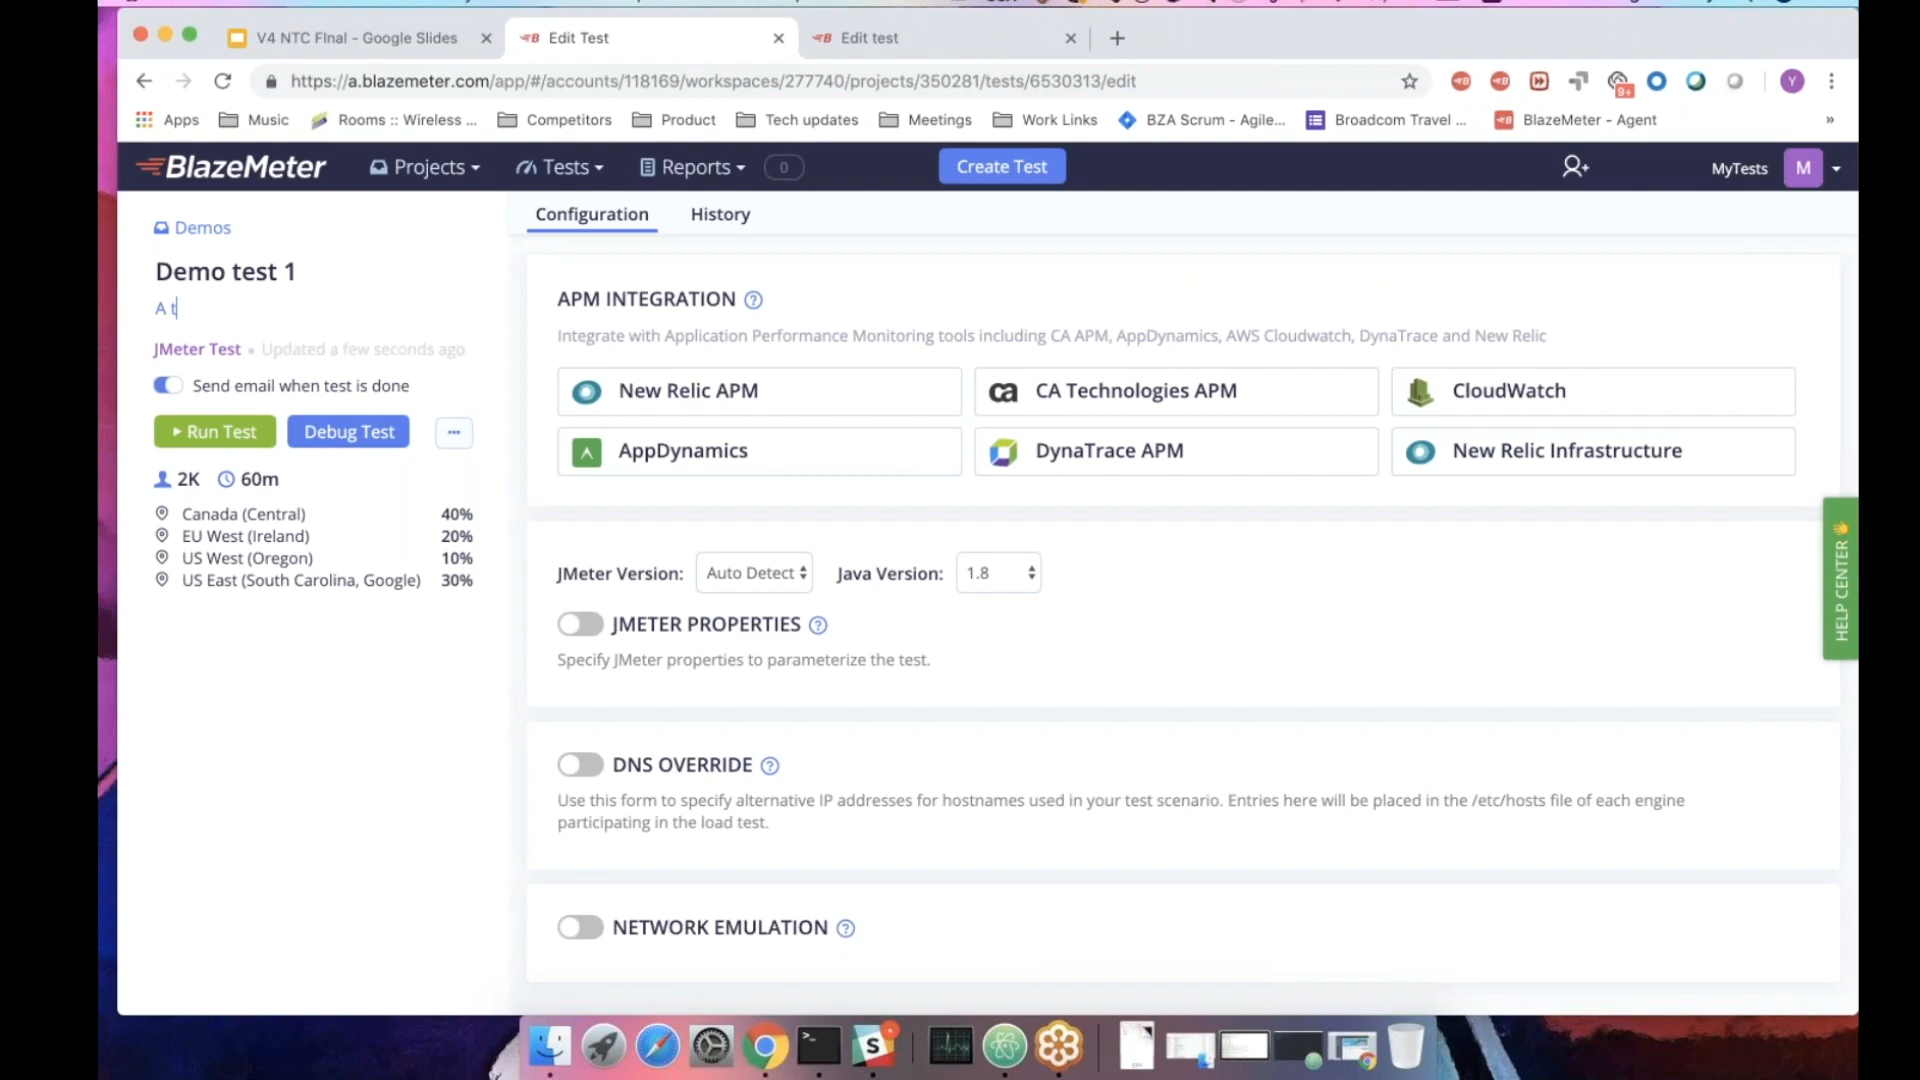 V4 NTC FInal - Google Slides
Edit Test
Edit test
https://a.blazemeter.com/app/#/accounts/118169/workspaces/277740/projects/350281/tests/6530313/edit
9+
Y
Apps
Music
Rooms :: Wireless ...
Competitors
Product
Tech updates
Meetings
Work Links
BZA Scrum - Agile...
Broadcom Travel ...
BlazeMeter - Agent
»
BlazeMeter
Projects
Tests
Reports
0
Create Test
MyTests
M
Demos
Demo test 1
A t
JMeter Test • Updated a few seconds ago
Send email when test is done
Run Test
Debug Test
...
2K 60m
Canada (Central) 40%
EU West (Ireland) 20%
US West (Oregon) 10%
US East (South Carolina, Google) 30%
Configuration
History
APM INTEGRATION ?
Integrate with Application Performance Monitoring tools including CA APM, AppDynamics, AWS Cloudwatch, DynaTrace and New Relic
New Relic APM
ca CA Technologies APM
CloudWatch
AppDynamics
DynaTrace APM
New Relic Infrastructure
JMeter Version: Auto Detect Java Version: 1.8
JMETER PROPERTIES ?
Specify JMeter properties to parameterize the test.
DNS OVERRIDE ?
Use this form to specify alternative IP addresses for hostnames used in your test scenario. Entries here will be placed in the /etc/hosts file of each engine
participating in the load test.
NETWORK EMULATION ?
HELP CENTER
S